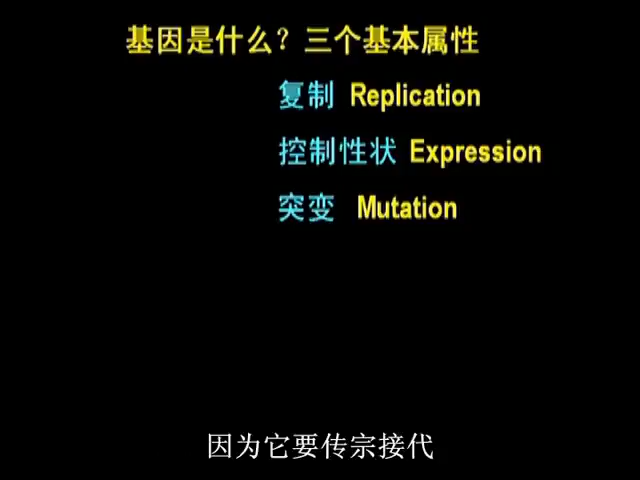 基因是什么？三个基本属性
复制 Replication
控制性状 Expression
突变 Mutation
因为它要传宗接代